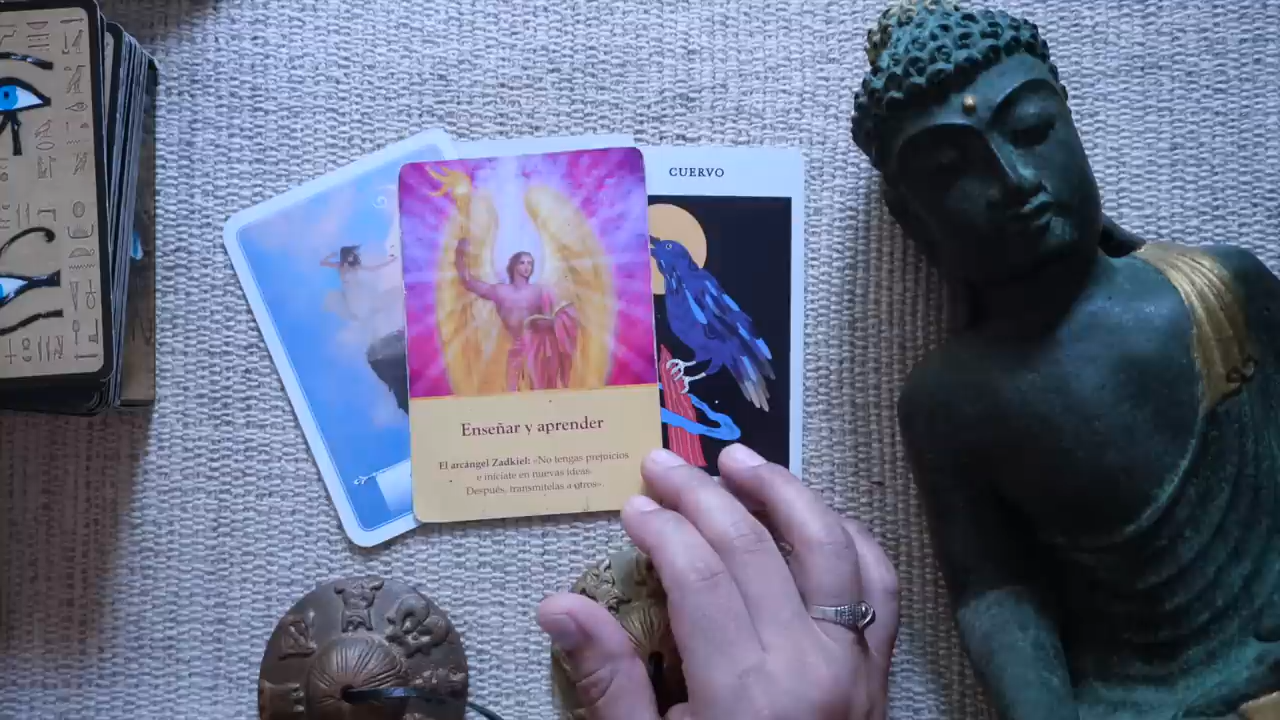 CUERVO
Enseñar y aprender
El arcángel Zadkiel: «No tengas prejuicios
e iníciate en nuevas ideas.
Después, transmítelas a otros».